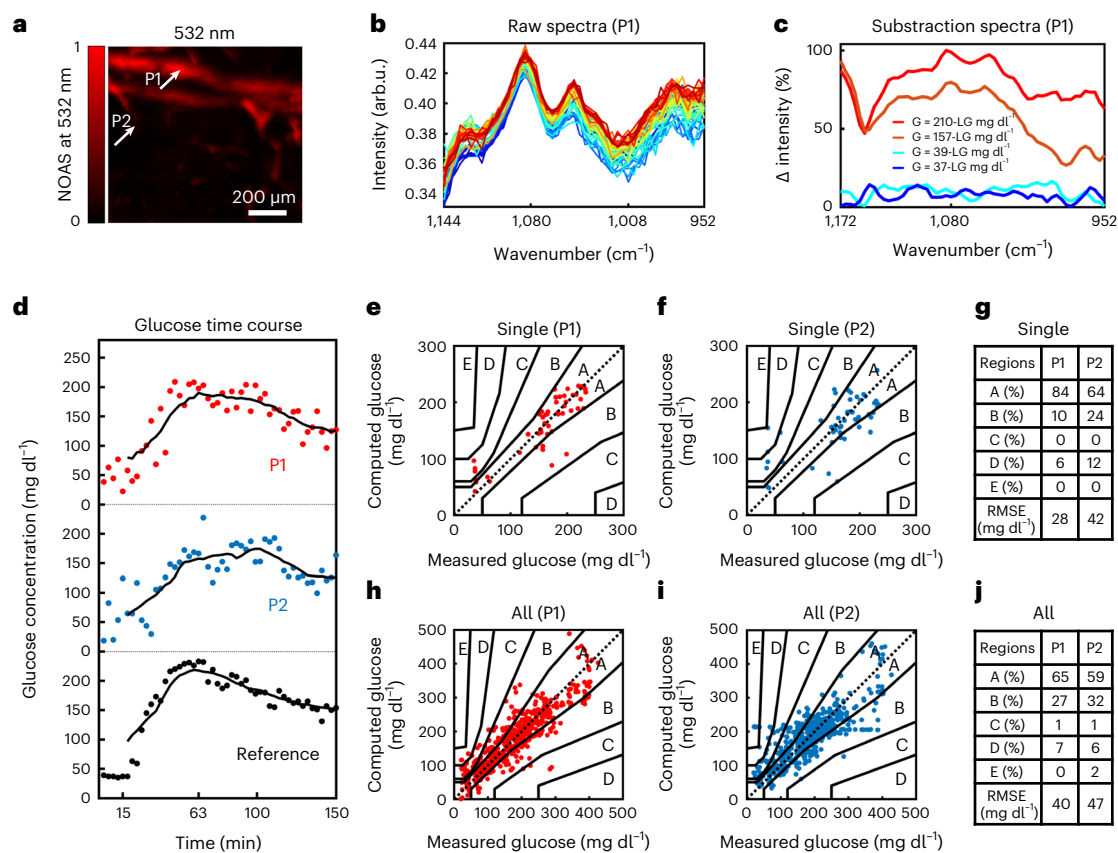 a
532 nm
1
NOAS at 532 nm
0
P1
P2
200 µm
b
Raw spectra (P1)
Intensity (arb.u.)
0.44
0.42
0.40
0.38
0.36
0.34
1,144
1,080
1,008
952
Wavenumber (cm⁻¹)
c
Substraction spectra (P1)
Δ intensity (%)
100
50
0
G = 210-LG mg dl⁻¹
G = 157-LG mg dl⁻¹
G = 39-LG mg dl⁻¹
G = 37-LG mg dl⁻¹
1,172
1,080
952
Wavenumber (cm⁻¹)
d
Glucose time course
Glucose concentration (mg dl⁻¹)
250
200
150
100
50
0
P1
200
150
100
50
0
P2
200
150
100
50
0
Reference
15
63
100
150
Time (min)
e
Single (P1)
Computed glucose
(mg dl⁻¹)
300
200
100
0
E D C B A
A
B
C
D
0 100 200 300
Measured glucose (mg dl⁻¹)
f
Single (P2)
Computed glucose
(mg dl⁻¹)
300
200
100
0
E D C B A
A
B
C
D
0 100 200 300
Measured glucose (mg dl⁻¹)
g
Single
Regions P1 P2
A (%) 84 64
B (%) 10 24
C (%) 0 0
D (%) 6 12
E (%) 0 0
RMSE
(mg dl⁻¹) 28 42
h
All (P1)
Computed glucose
(mg dl⁻¹)
500
400
300
200
100
0
E D C B A
A
B
C
D
0 100 200 300 400 500
Measured glucose (mg dl⁻¹)
i
All (P2)
Computed glucose
(mg dl⁻¹)
500
400
300
200
100
0
E D C B A
A
B
C
D
0 100 200 300 400 500
Measured glucose (mg dl⁻¹)
j
All
Regions P1 P2
A (%) 65 59
B (%) 27 32
C (%) 1 1
D (%) 7 6
E (%) 0 2
RMSE
(mg dl⁻¹) 40 47